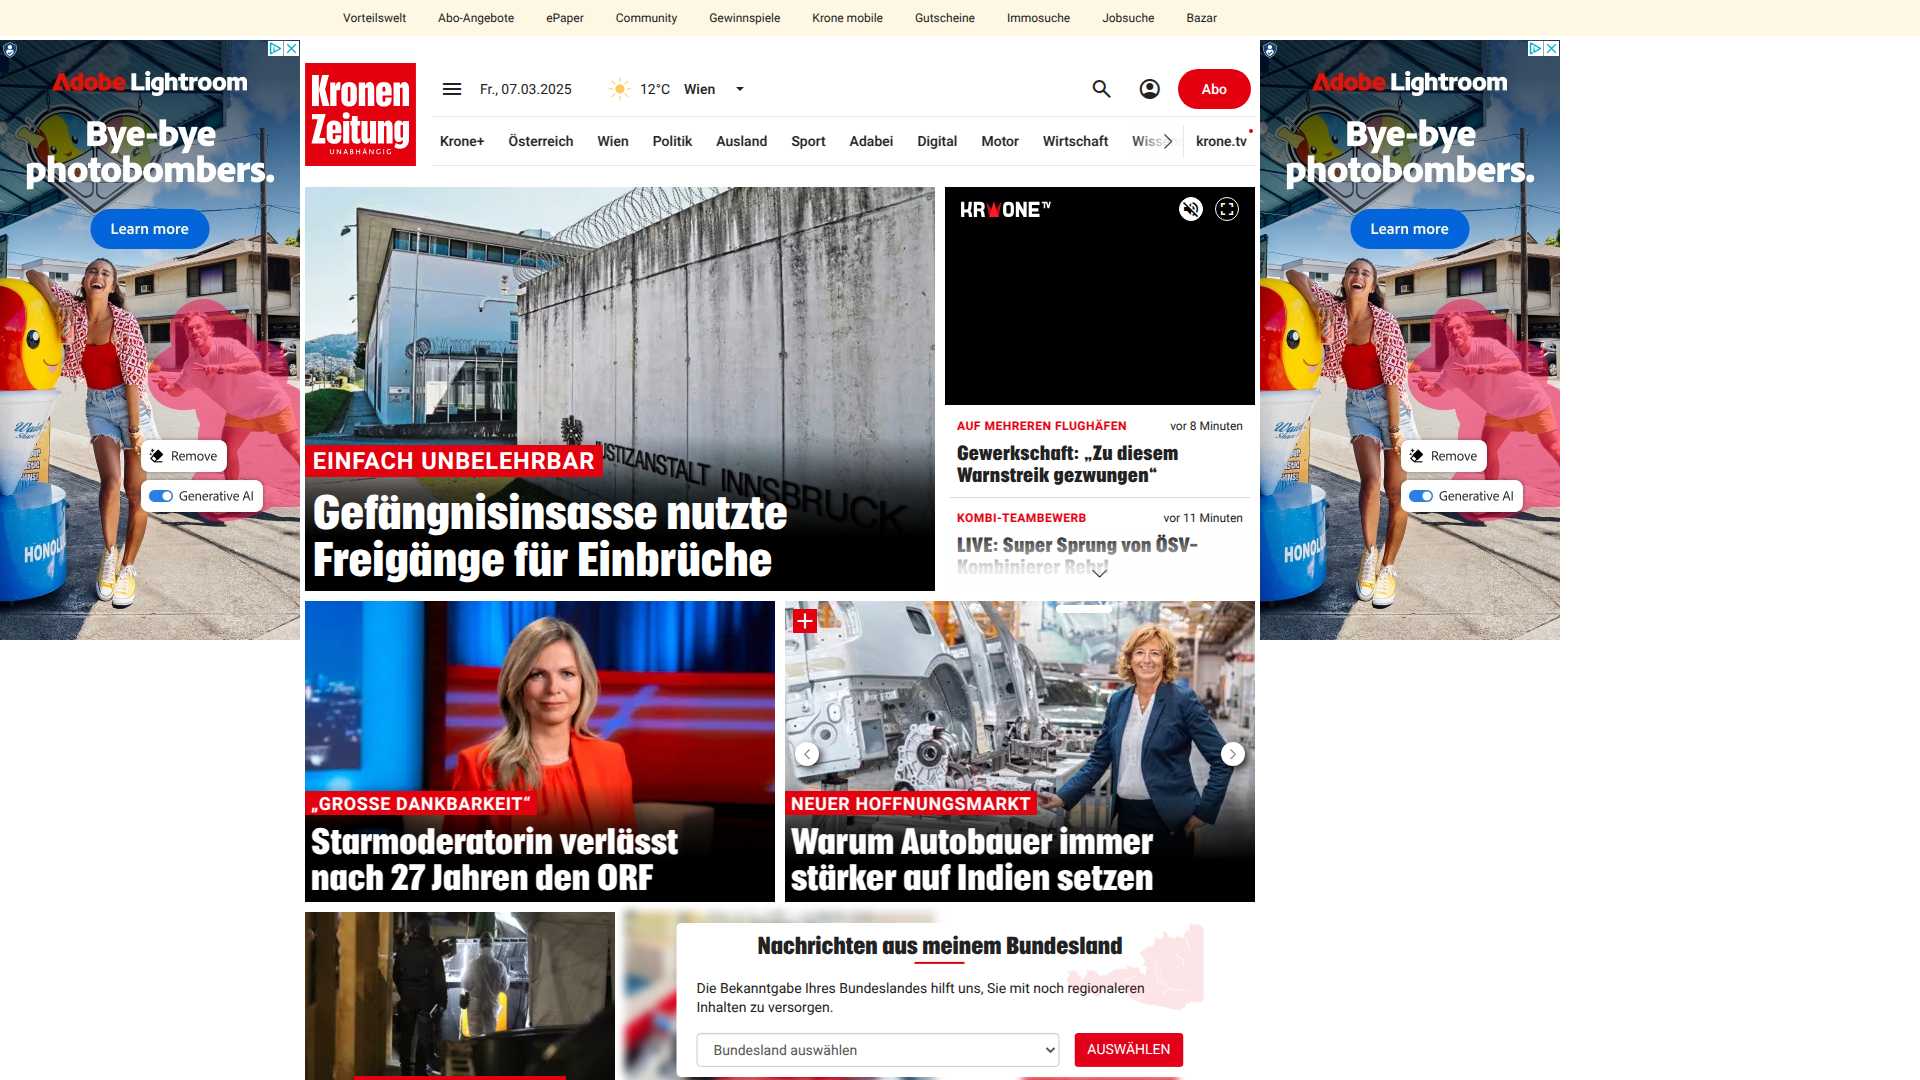 Vorteilswelt Abo-Angebote ePaper Community Gewinnspiele Krone mobile Gutscheine Immosuche Jobsuche Bazar
Adobe Lightroom
Bye-bye
photobombers.
Learn more
Remove
Generative AI
HONOL
Kronen
Zeitung
UNABHÄNGIG
Fr., 07.03.2025 12°C Wien
Abo
Krone+ Österreich Wien Politik Ausland Sport Adabei Digital Motor Wirtschaft Wiss krone.tv
JUSTIZANSTALT INNSBRUCK
EINFACH UNBELEHRBAR
Gefängnisinsasse nutzte
Freigänge für Einbrüche
KRONE TV
AUF MEHREREN FLUGHÄFEN vor 8 Minuten
Gewerkschaft: „Zu diesem
Warnstreik gezwungen“
KOMBI-TEAMBEWERB vor 11 Minuten
LIVE: Super Sprung von ÖSV-
Kombinierer Rehrl
„GROSSE DANKBARKEIT“
Starmoderatorin verlässt
nach 27 Jahren den ORF
NEUER HOFFNUNGSMARKT
Warum Autobauer immer
stärker auf Indien setzen
Nachrichten aus meinem Bundesland
Die Bekanntgabe Ihres Bundeslandes hilft uns, Sie mit noch regionaleren
Inhalten zu versorgen.
Bundesland auswählen
AUSWÄHLEN
Adobe Lightroom
Bye-bye
photobombers.
Learn more
Remove
Generative AI
HONOL